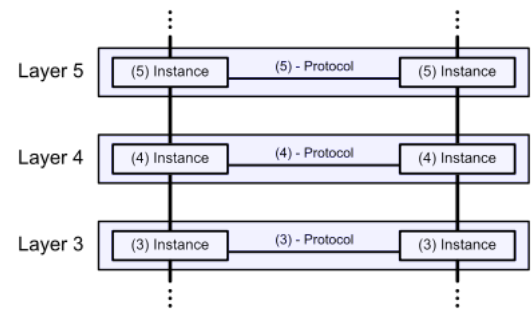 Layer 5
(5) Instance
(5) - Protocol
(5) Instance
Layer 4
(4) Instance
(4) - Protocol
(4) Instance
Layer 3
(3) Instance
(3) - Protocol
(3) Instance